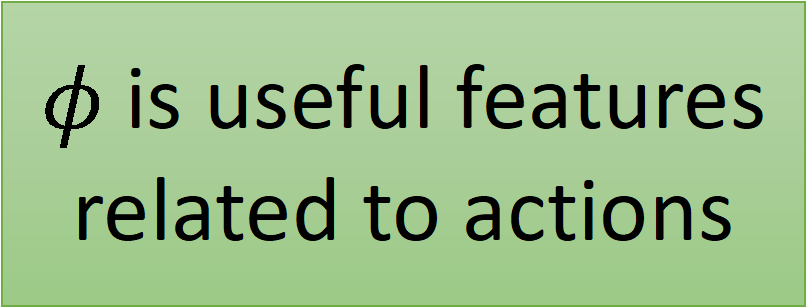 𝜙 is useful features
related to actions